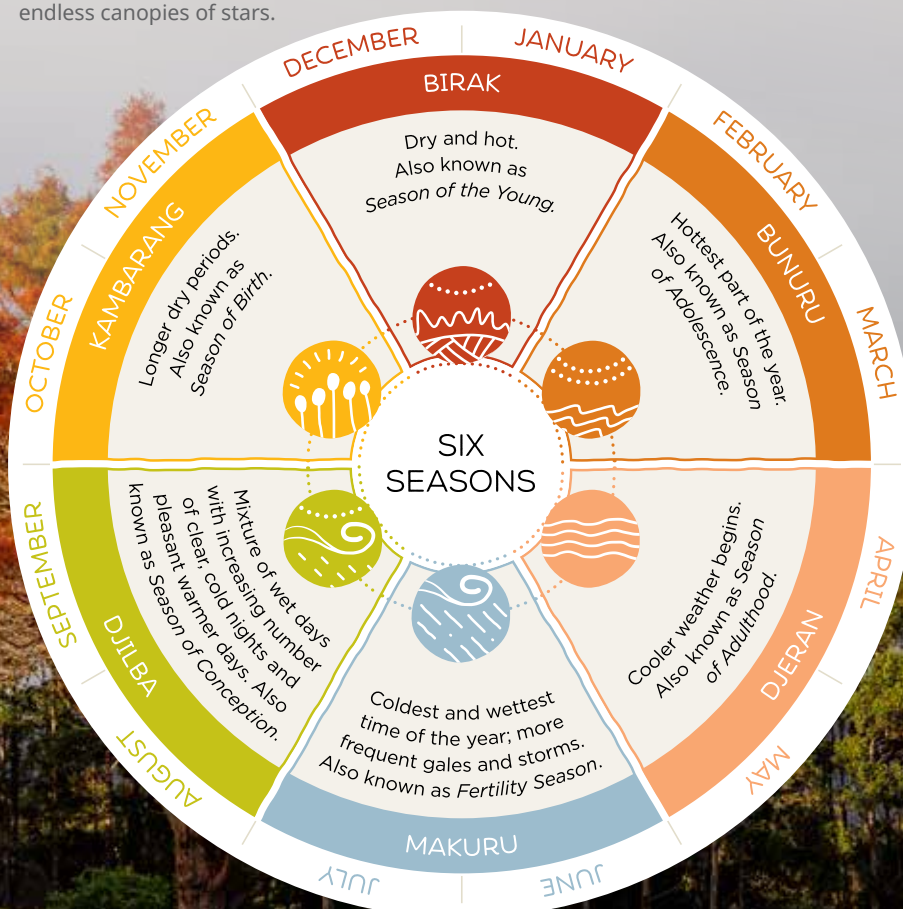 endless canopies of stars.
DECEMBER
JANUARY
BIRAK
Dry and hot.
Also known as
Season of the Young.
FEBRUARY
MARCH
BUNURU
Hottest part of the year.
Also known as Season
of Adolescence.
APRIL
MAY
DJERAN
Cooler weather begins.
Also known as Season
of Adulthood.
JUNE
JULY
MAKURU
Coldest and wettest
time of the year; more
frequent gales and storms.
Also known as Fertility Season.
AUGUST
SEPTEMBER
DJILBA
Mixture of wet days
with increasing number
of clear, cold nights and
pleasant warmer days. Also
known as Season of Conception.
OCTOBER
NOVEMBER
KAMBARANG
Longer dry periods.
Also known as
Season of Birth.
SIX
SEASONS